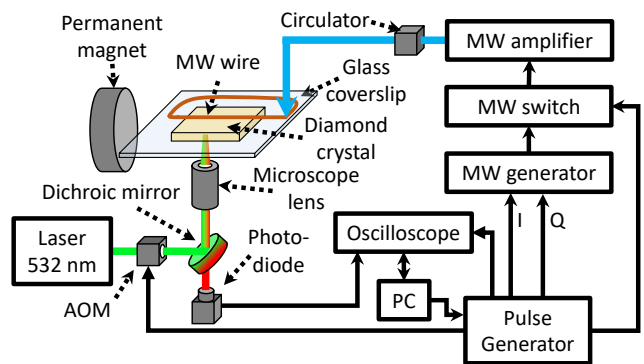 Permanent
magnet
Circulator
MW amplifier
MW wire
Glass
coverslip
MW switch
Diamond
crystal
MW generator
Microscope
lens
Dichroic mirror
I
Q
Laser
532 nm
Photo-
diode
Oscilloscope
AOM
PC
Pulse
Generator